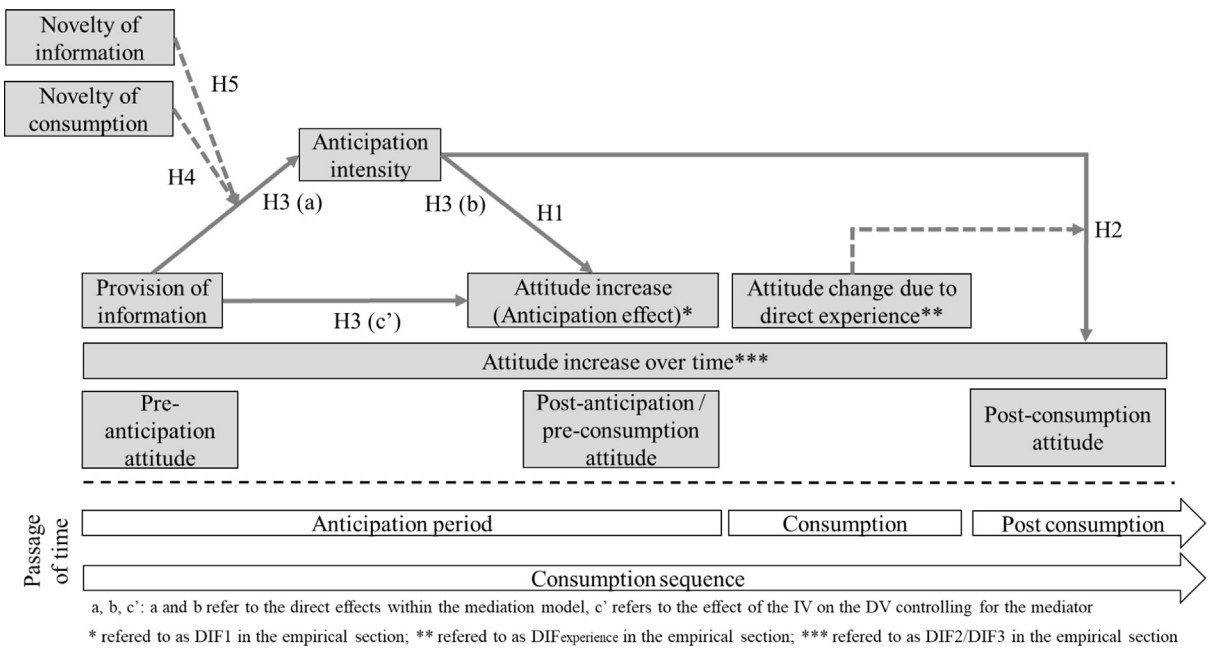 Novelty of
information
H5
Novelty of
consumption
H4
Anticipation
intensity
H3 (a)
H3 (b)
H1
H2
Provision of
information
H3 (c’)
Attitude increase
(Anticipation effect)*
Attitude change due to
direct experience**
Attitude increase over time***
Pre-
anticipation
attitude
Post-anticipation /
pre-consumption
attitude
Post-consumption
attitude
Passage
of time
Anticipation period
Consumption
Post consumption
Consumption sequence
a, b, c’: a and b refer to the direct effects within the mediation model, c’ refers to the effect of the IV on the DV controlling for the mediator
* refered to as DIF1 in the empirical section; ** refered to as DIFexperience in the empirical section; *** refered to as DIF2/DIF3 in the empirical section